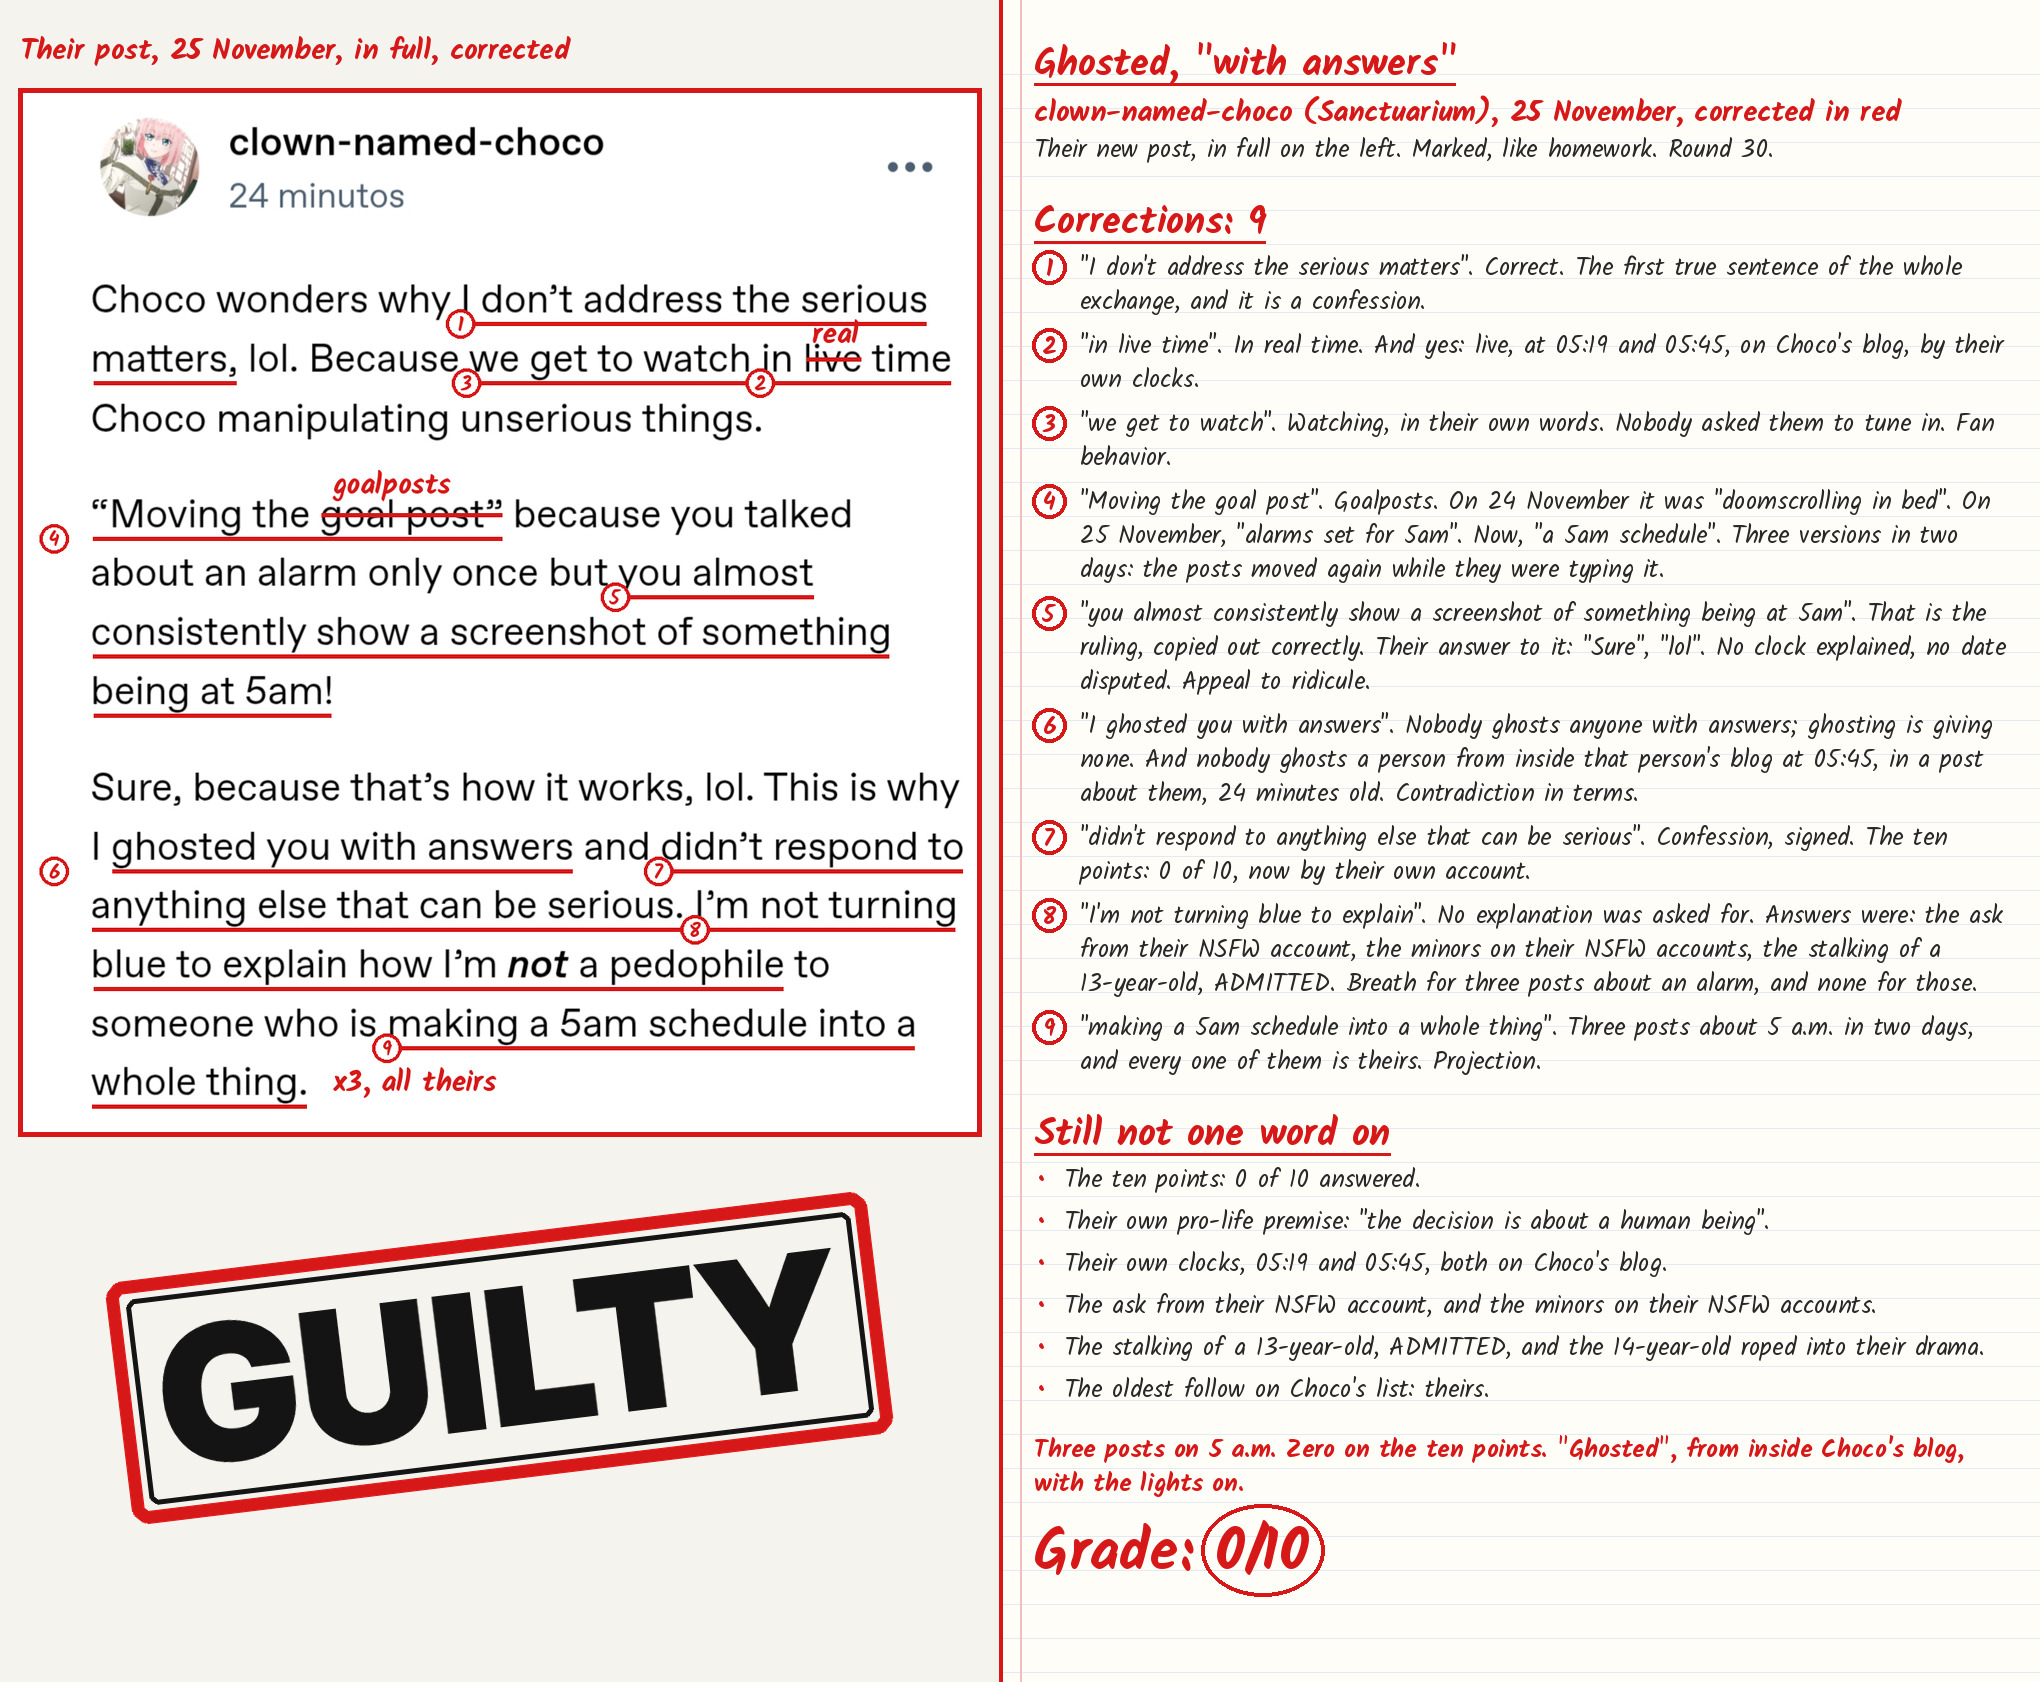 Their post, 25 November, in full, corrected
clown-named-choco
24 minutos
Choco wonders why I don't address the serious
1
real
matters, lol. Because we get to watch in live time
3
2
Choco manipulating unserious things.
goalposts
"Moving the goal post" because you talked
4
about an alarm only once but you almost
5
consistently show a screenshot of something
being at 5am!
Sure, because that's how it works, lol. This is why
I ghosted you with answers and didn't respond to
6
7
anything else that can be serious. I'm not turning
8
blue to explain how I'm not a pedophile to
someone who is making a 5am schedule into a
9
whole thing. x3, all theirs
GUILTY
Ghosted, "with answers"
clown-named-choco (Sanctuarium), 25 November, corrected in red
Their new post, in full on the left. Marked, like homework. Round 30.
Corrections: 9
1 "I don't address the serious matters". Correct. The first true sentence of the whole
exchange, and it is a confession.
2 "in live time". In real time. And yes: live, at 05:19 and 05:45, on Choco's blog, by their
own clocks.
3 "we get to watch". Watching, in their own words. Nobody asked them to tune in. Fan
behavior.
4 "Moving the goal post". Goalposts. On 24 November it was "doomscrolling in bed". On
25 November, "alarms set for 5am". Now, "a 5am schedule". Three versions in two
days: the posts moved again while they were typing it.
5 "you almost consistently show a screenshot of something being at 5am". That is the
ruling, copied out correctly. Their answer to it: "Sure", "lol". No clock explained, no date
disputed. Appeal to ridicule.
6 "I ghosted you with answers". Nobody ghosts anyone with answers; ghosting is giving
none. And nobody ghosts a person from inside that person's blog at 05:45, in a post
about them, 24 minutes old. Contradiction in terms.
7 "didn't respond to anything else that can be serious". Confession, signed. The ten
points: 0 of 10, now by their own account.
8 "I'm not turning blue to explain". No explanation was asked for. Answers were: the ask
from their NSFW account, the minors on their NSFW accounts, the stalking of a
13-year-old, ADMITTED. Breath for three posts about an alarm, and none for those.
9 "making a 5am schedule into a whole thing". Three posts about 5 a.m. in two days,
and every one of them is theirs. Projection.
Still not one word on
• The ten points: 0 of 10 answered.
• Their own pro-life premise: "the decision is about a human being".
• Their own clocks, 05:19 and 05:45, both on Choco's blog.
• The ask from their NSFW account, and the minors on their NSFW accounts.
• The stalking of a 13-year-old, ADMITTED, and the 14-year-old roped into their drama.
• The oldest follow on Choco's list: theirs.
Three posts on 5 a.m. Zero on the ten points. "Ghosted", from inside Choco's blog,
with the lights on.
Grade: 0/10